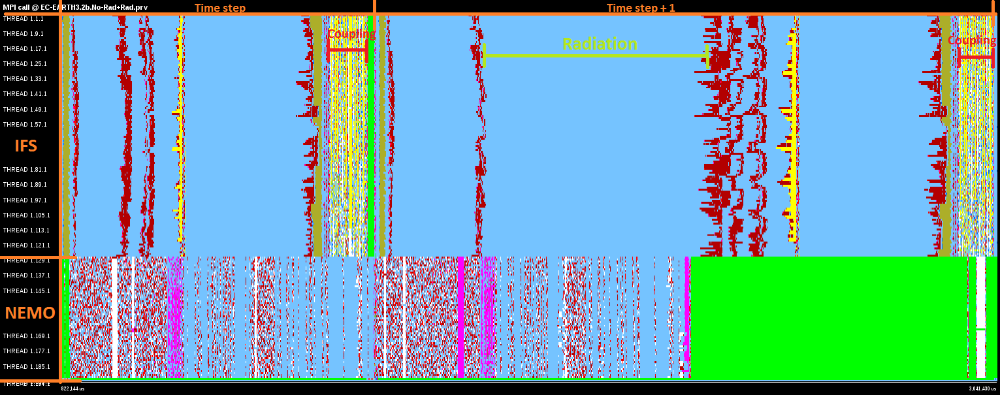 MPI call @ EC-EARTH3.2b.No-Rad+Rad.prv
Time step
Time step + 1
THREAD 1.1.1
THREAD 1.9.1
Coupling
Coupling
Radiation
THREAD 1.17.1
THREAD 1.25.1
THREAD 1.33.1
THREAD 1.41.1
THREAD 1.49.1
THREAD 1.57.1
IFS
THREAD 1.81.1
THREAD 1.89.1
THREAD 1.97.1
THREAD 1.105.1
THREAD 1.113.1
THREAD 1.121.1
THREAD 1.129.1
THREAD 1.137.1
THREAD 1.145.1
NEMO
THREAD 1.169.1
THREAD 1.177.1
THREAD 1.185.1
THREAD 1.194.1
822,144 us
3,041,430 us